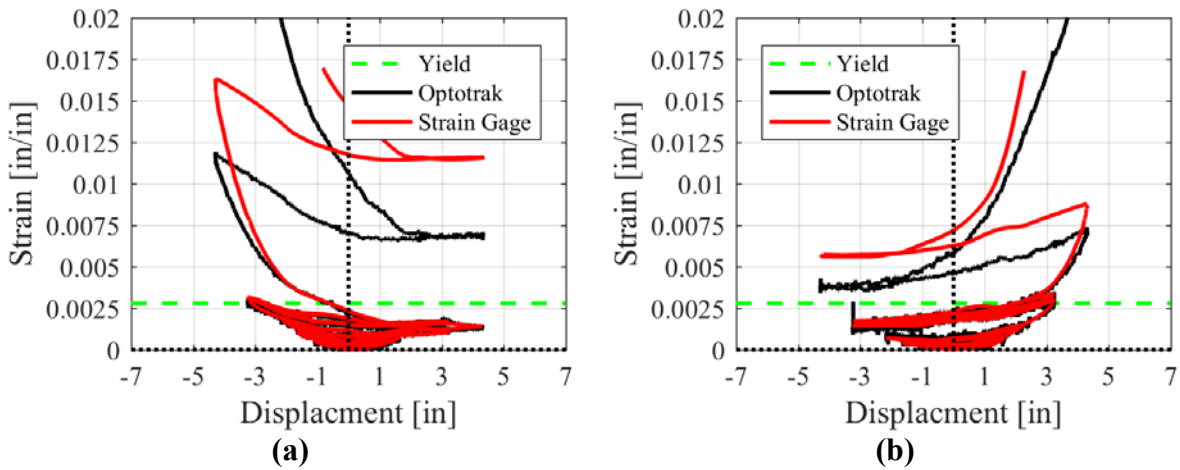 0.02
0.0175
0.015
0.0125
0.01
0.0075
0.005
0.0025
0
Strain [in/in]
-7 -5 -3 -1 1 3 5 7
Displacment [in]
Yield
Optotrak
Strain Gage
(a)
0.02
0.0175
0.015
0.0125
0.01
0.0075
0.005
0.0025
0
Strain [in/in]
-7 -5 -3 -1 1 3 5 7
Displacment [in]
Yield
Optotrak
Strain Gage
(b)